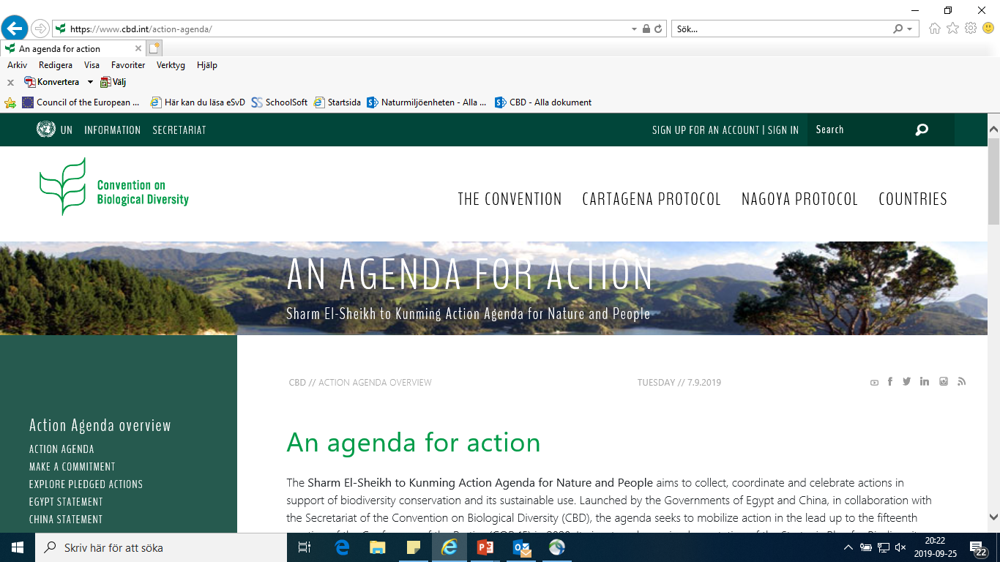 https://www.cbd.int/action-agenda/
Sök...
An agenda for action
Arkiv Redigera Visa Favoriter Verktyg Hjälp
x Konvertera Välj
Council of the European ... Här kan du läsa eSvD SchoolSoft Startsida Naturmiljöenheten - Alla ... CBD - Alla dokument
UN INFORMATION SECRETARIAT SIGN UP FOR AN ACCOUNT | SIGN IN Search
Convention on
Biological Diversity
THE CONVENTION CARTAGENA PROTOCOL NAGOYA PROTOCOL COUNTRIES
AN AGENDA FOR ACTION
Sharm El-Sheikh to Kunming Action Agenda for Nature and People
CBD // ACTION AGENDA OVERVIEW TUESDAY // 7.9.2019
Action Agenda overview
ACTION AGENDA
MAKE A COMMITMENT
EXPLORE PLEDGED ACTIONS
EGYPT STATEMENT
CHINA STATEMENT
An agenda for action
The Sharm El-Sheikh to Kunming Action Agenda for Nature and People aims to collect, coordinate and celebrate actions in
support of biodiversity conservation and its sustainable use. Launched by the Governments of Egypt and China, in collaboration with
the Secretariat of the Convention on Biological Diversity (CBD), the agenda seeks to mobilize action in the lead up to the fifteenth
Skriv här för att söka
20:22
2019-09-25
22